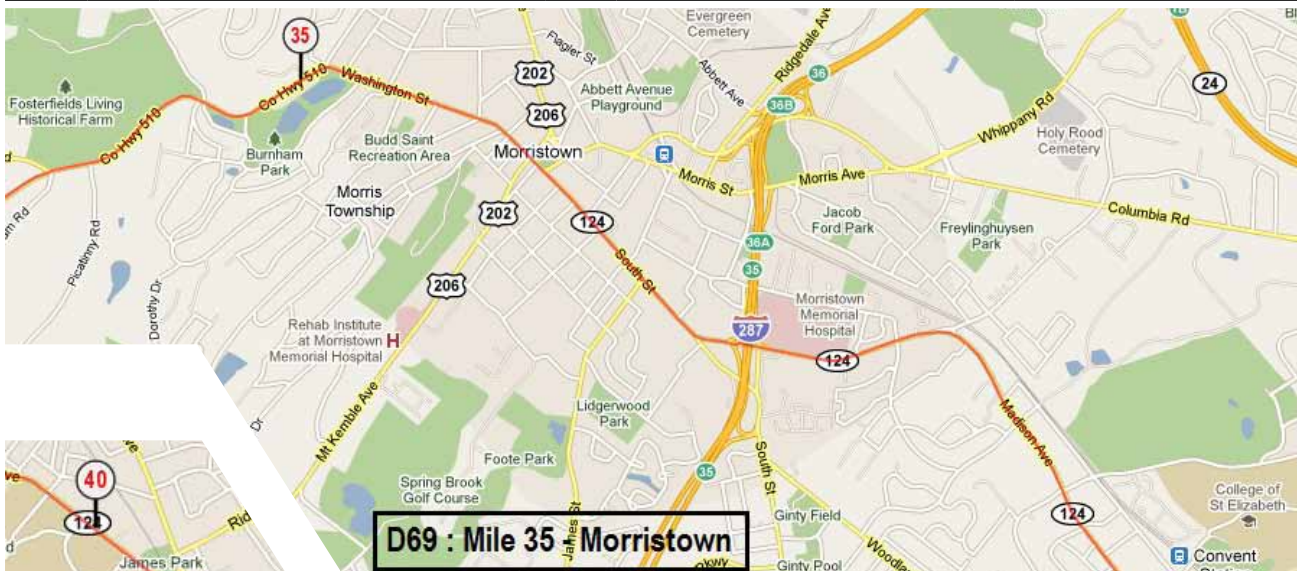 Evergreen
Cemetery
35
Flagler St
Ridgedale Ave
36
202
Abbett Ave
24
Co Hwy 510
Washington St
Abbett Avenue
Playground
36B
Fosterfields Living
Historical Farm
206
Whippany Rd
Co Hwy 510
Budd Saint
Recreation Area
Holy Rood
Cemetery
Burnham
Park
Morristown
Morris St
Morris Ave
Morris
Township
202
124
Jacob
Ford Park
Columbia Rd
Freylinghuysen
Park
Picatinny Rd
36A
South St
35
206
Dorothy Dr
Morristown
Memorial
Hospital
Rehab Institute
at Morristown
Memorial Hospital
H
287
124
Mt Kemble Ave
Lidgerwood
Park
Madison Ave
Dr
Foote Park
South St
40
Spring Brook
Golf Course
35
College of
St Elizabeth
124
James St
Ginty Field
124
D69 : Mile 35 - Morristown
James Park
Pkwy
Ginty Pool
Convent